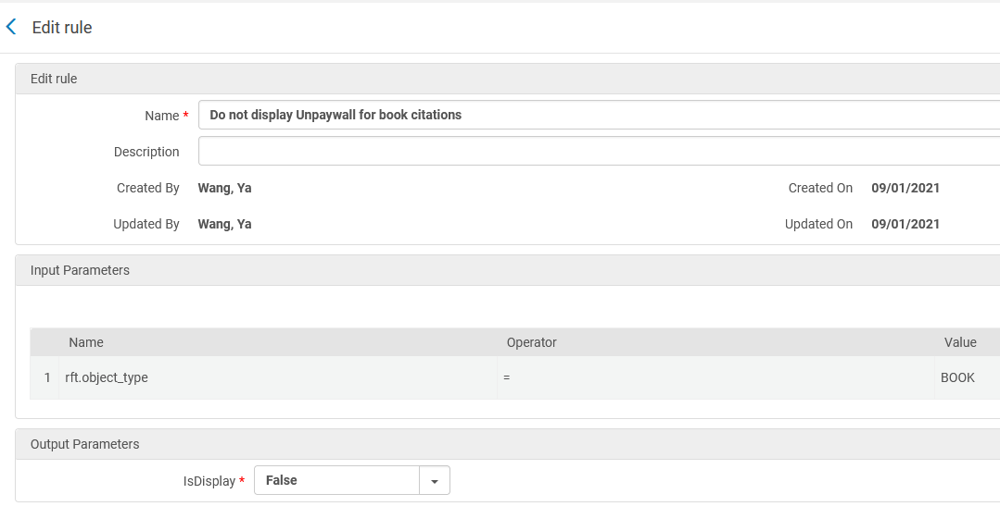 Edit rule
Edit rule
Name * Do not display Unpaywall for book citations
Description
Created By Wang, Ya Created On 09/01/2021
Updated By Wang, Ya Updated On 09/01/2021
Input Parameters
Name Operator Value
1 rft.object_type = BOOK
Output Parameters
IsDisplay * False